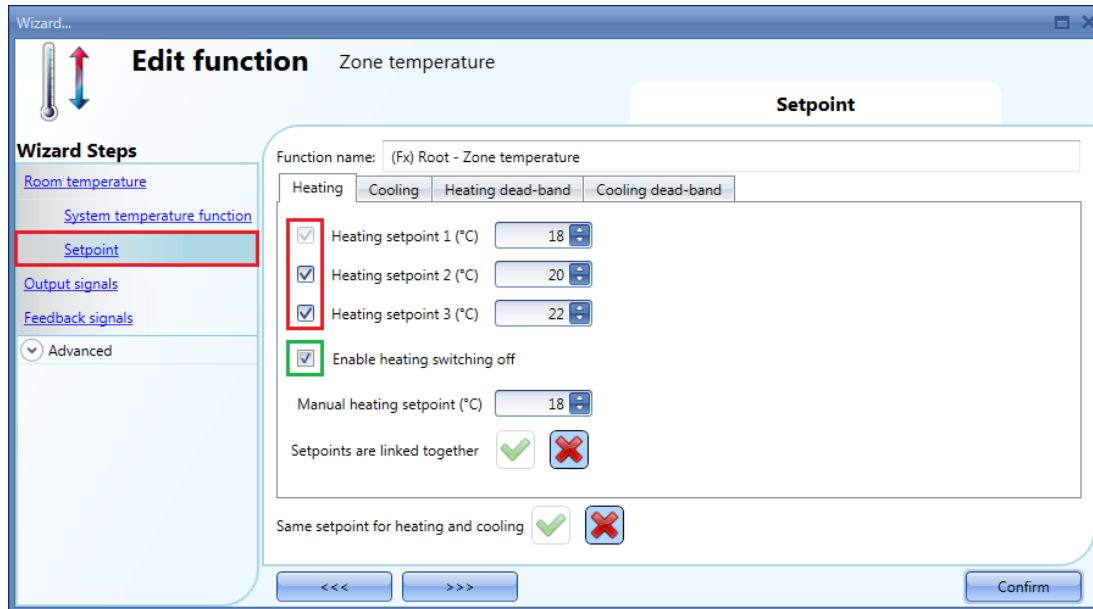 Wizard...
Edit function Zone temperature
Setpoint
Wizard Steps
Room temperature
System temperature function
Setpoint
Output signals
Feedback signals
Advanced
Function name: (Fx) Root - Zone temperature
Heating Cooling Heating dead-band Cooling dead-band
Heating setpoint 1 (°C) 18
Heating setpoint 2 (°C) 20
Heating setpoint 3 (°C) 22
Enable heating switching off
Manual heating setpoint (°C) 18
Setpoints are linked together
Same setpoint for heating and cooling
<<< >>> Confirm